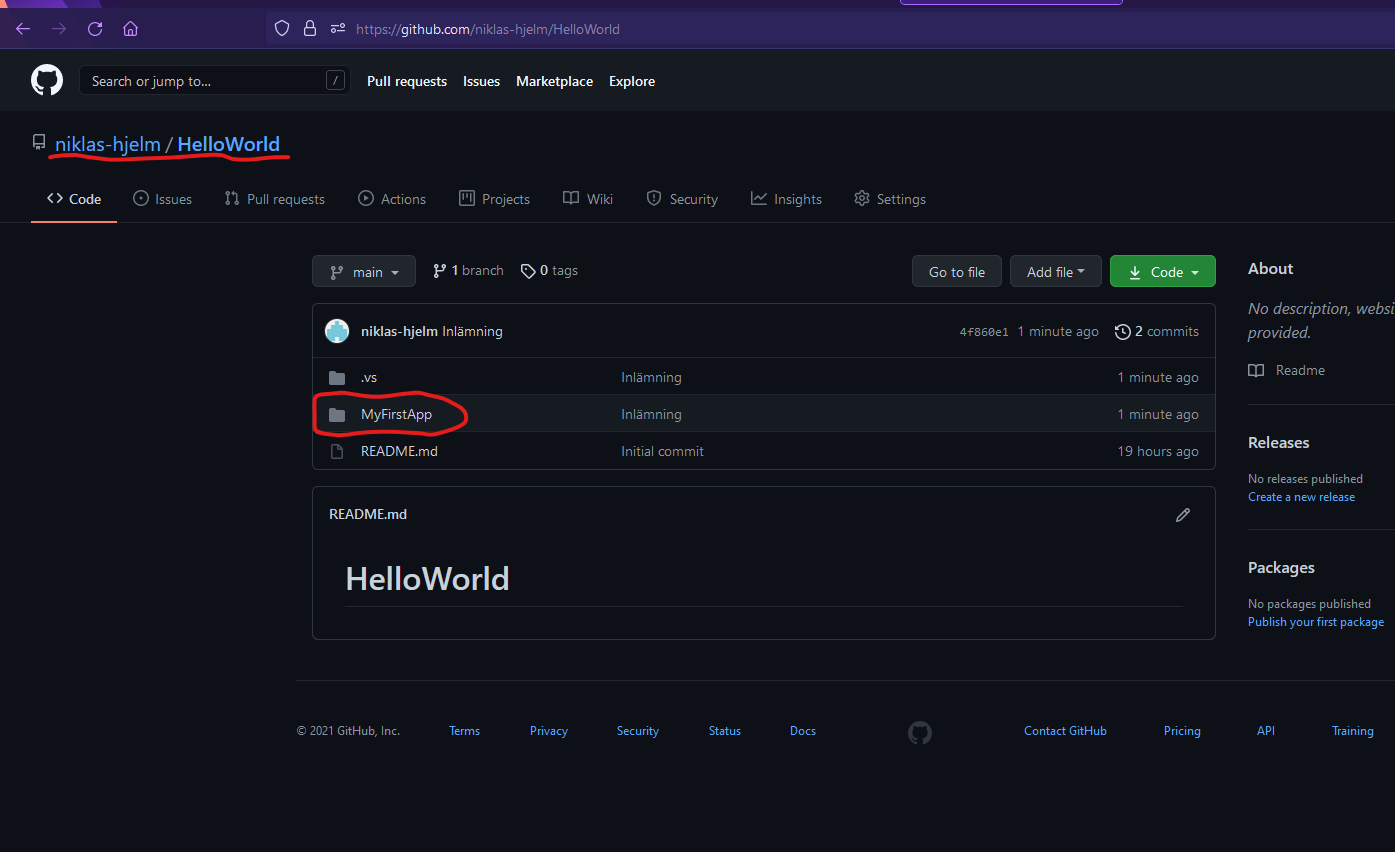 https://github.com/niklas-hjelm/HelloWorld
Search or jump to... / Pull requests Issues Marketplace Explore
niklas-hjelm / HelloWorld
Code Issues Pull requests Actions Projects Wiki Security Insights Settings
main 1 branch 0 tags Go to file Add file Code
niklas-hjelm Inlämning 4f860e1 1 minute ago 2 commits
.vs Inlämning 1 minute ago
MyFirstApp Inlämning 1 minute ago
README.md Initial commit 19 hours ago
README.md
HelloWorld
About
No description, websi
provided.
Readme
Releases
No releases published
Create a new release
Packages
No packages published
Publish your first package
© 2021 GitHub, Inc. Terms Privacy Security Status Docs Contact GitHub Pricing API Training